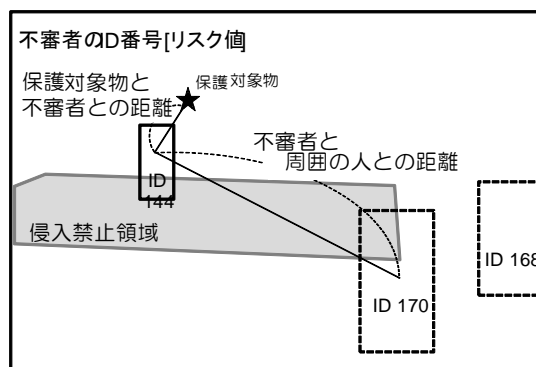 不審者のID番号[リスク値]
保護対象物と
不審者との距離
保護対象物
不審者と
周囲の人との距離
ID
144
侵入禁止領域
ID 170
ID 168